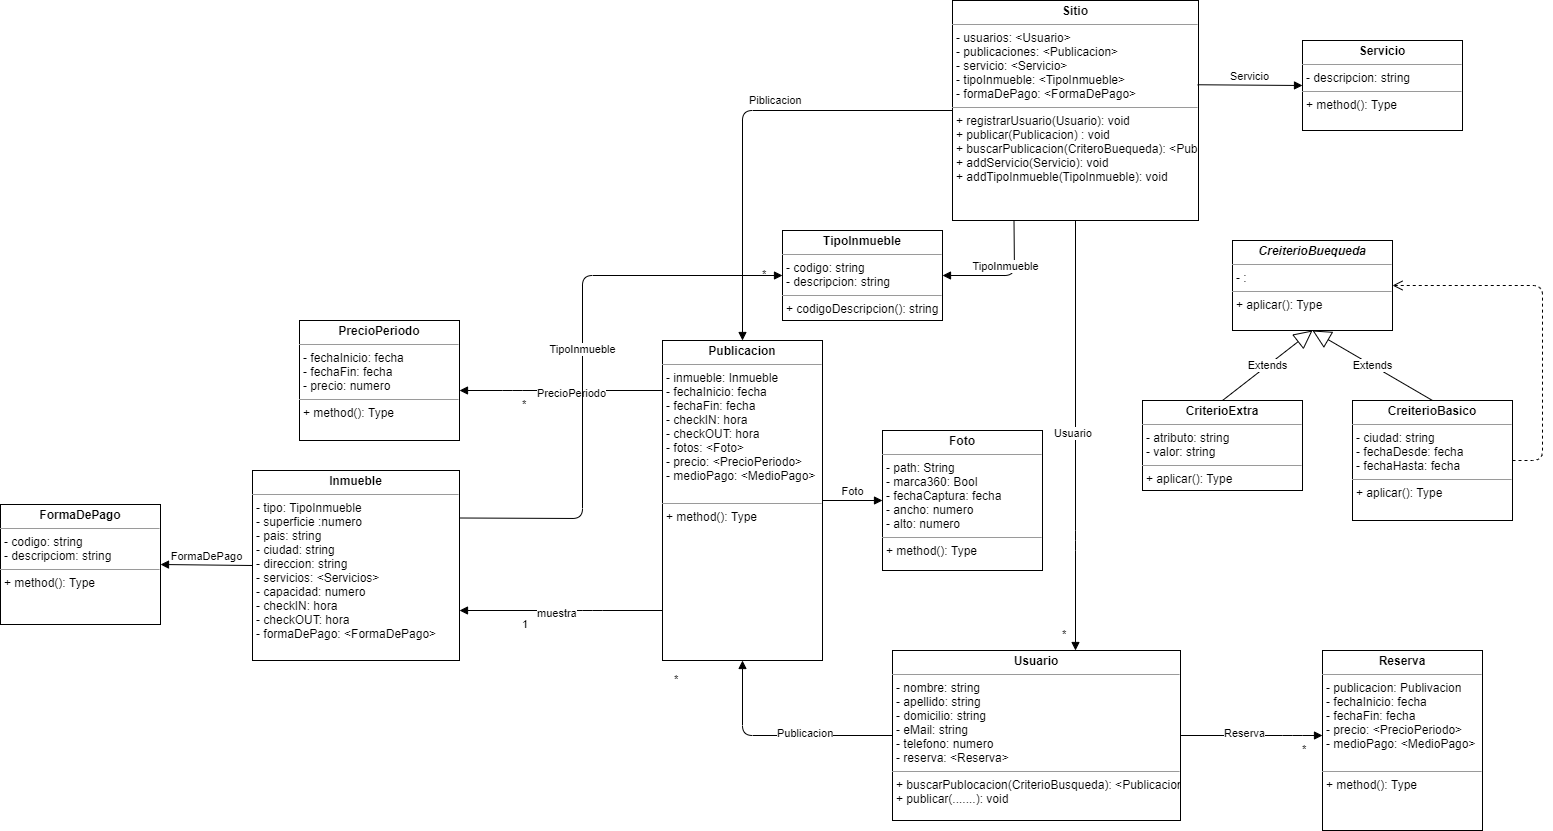 Sitio
- usuarios: <Usuario>
- publicaciones: <Publicacion>
- servicio: <Servicio>
- tipoInmueble: <TipoInmueble>
- formaDePago: <FormaDePago>
+ registrarUsuario(Usuario): void
+ publicar(Publicacion) : void
+ buscarPublicacion(CriteroBuequeda): <Pub
+ addServicio(Servicio): void
+ addTipoInmueble(TipoInmueble): void
Servicio
Servicio
- descripcion: string
+ method(): Type
Piblicacion
TipoInmueble
- codigo: string
- descripcion: string
+ codigoDescripcion(): string
*
TipoInmueble
CreiterioBuequeda
- :
+ aplicar(): Type
Extends
Extends
CriterioExtra
- atributo: string
- valor: string
+ aplicar(): Type
CreiterioBasico
- ciudad: string
- fechaDesde: fecha
- fechaHasta: fecha
+ aplicar(): Type
PrecioPeriodo
- fechaInicio: fecha
- fechaFin: fecha
- precio: numero
+ method(): Type
TipoInmueble
PrecioPeriodo
*
Publicacion
- inmueble: Inmueble
- fechaInicio: fecha
- fechaFin: fecha
- checkIN: hora
- checkOUT: hora
- fotos: <Foto>
- precio: <PrecioPeriodo>
- medioPago: <MedioPago>
+ method(): Type
Foto
Foto
- path: String
- marca360: Bool
- fechaCaptura: fecha
- ancho: numero
- alto: numero
+ method(): Type
Usuario
*
Inmueble
- tipo: TipoInmueble
- superficie :numero
- pais: string
- ciudad: string
- direccion: string
- servicios: <Servicios>
- capacidad: numero
- checkIN: hora
- checkOUT: hora
- formaDePago: <FormaDePago>
FormaDePago
- codigo: string
- descripciom: string
+ method(): Type
FormaDePago
muestra
1
*
Publicacion
Usuario
- nombre: string
- apellido: string
- domicilio: string
- eMail: string
- telefono: numero
- reserva: <Reserva>
+ buscarPublocacion(CriterioBusqueda): <Publicacion
+ publicar(.......): void
Reserva
*
Reserva
- publicacion: Publivacion
- fechaInicio: fecha
- fechaFin: fecha
- precio: <PrecioPeriodo>
- medioPago: <MedioPago>
+ method(): Type